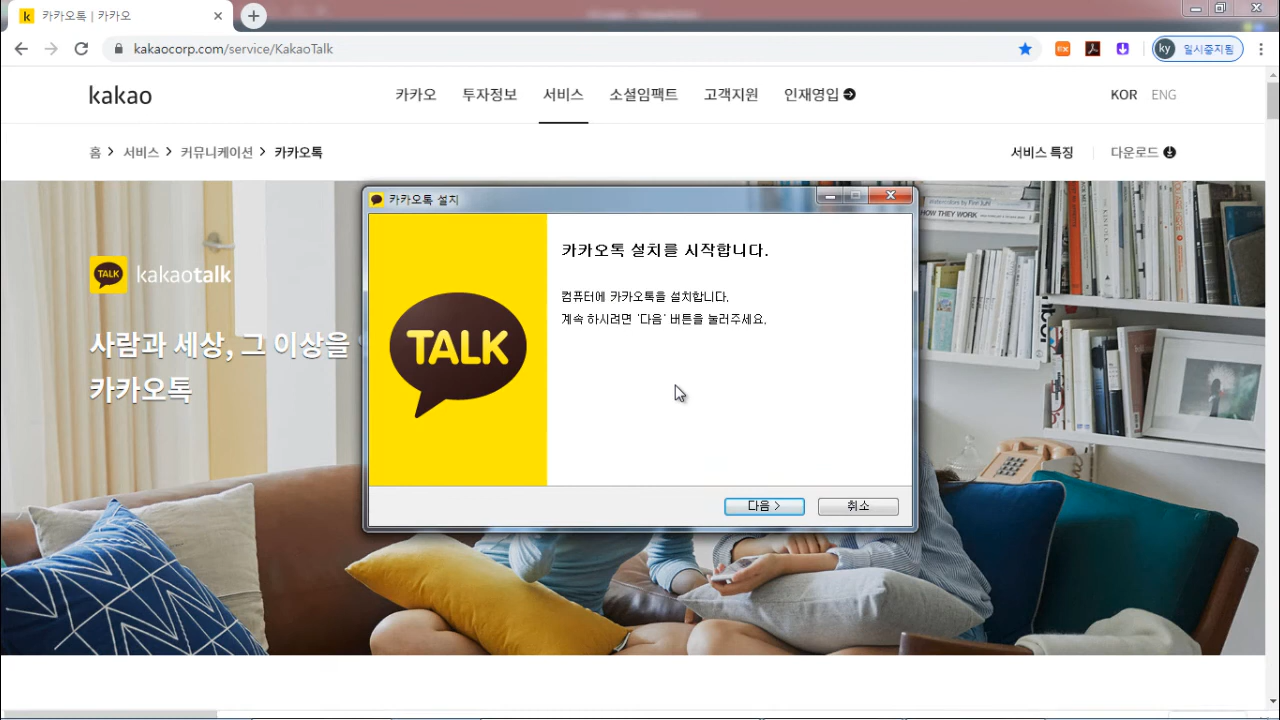 카카오톡 | 카카오
kakaocorp.com/service/KakaoTalk
ky 일시중지됨
kakao
카카오 투자정보 서비스 소셜임팩트 고객지원 인재영입
KOR ENG
홈 > 서비스 > 커뮤니케이션 > 카카오톡
서비스 특징 다운로드
TALK kakaotalk
사람과 세상, 그 이상을
카카오톡
HOW THEY WORK
카카오톡 설치
TALK
카카오톡 설치를 시작합니다.
컴퓨터에 카카오톡을 설치합니다.
계속 하시려면 '다음' 버튼을 눌러주세요.
다음 >
취소